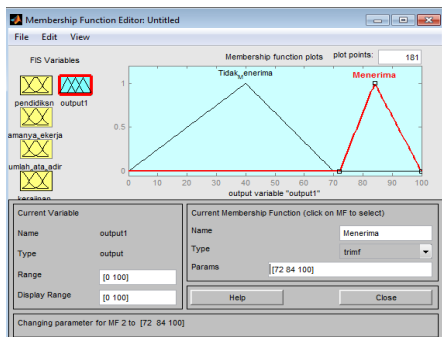 Membership Function Editor: Untitled
File Edit View
FIS Variables
pendidiksn output1
amanya_ekerja
umlah_ata_adir
kerajinan
Membership function plots plot points: 181
Tidak_Menerima Menerima
1
0.5
0
0 10 20 30 40 50 60 70 80 90 100
output variable "output1"
Current Variable
Name output1
Type output
Range [0 100]
Display Range [0 100]
Current Membership Function (click on MF to select)
Name Menerima
Type trimf
Params [72 84 100]
Help Close
Changing parameter for MF 2 to [72 84 100]